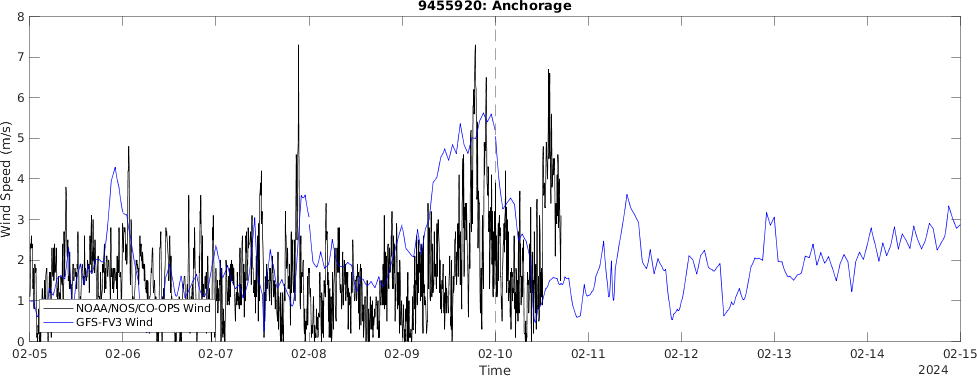 9455920: Anchorage
8
7
6
5
4
3
2
1
0
Wind Speed (m/s)
NOAA/NOS/CO-OPS Wind
GFS-FV3 Wind
02-05 02-06 02-07 02-08 02-09 02-10 02-11 02-12 02-13 02-14 02-15
Time
2024